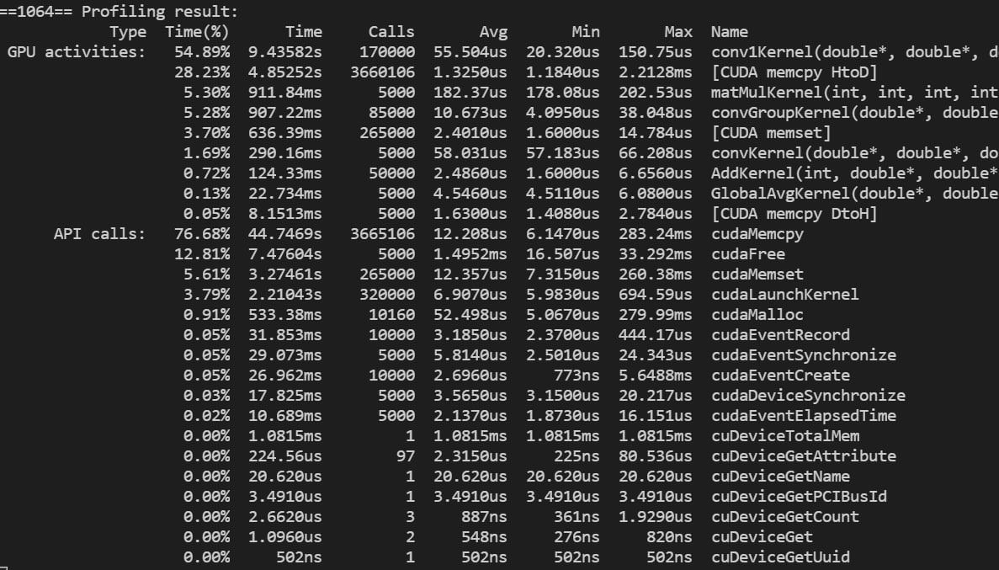 ==1064== Profiling result:
Type Time(%) Time Calls Avg Min Max Name
GPU activities: 54.89% 9.43582s 170000 55.504us 20.320us 150.75us conv1Kernel(double*, double*, d
28.23% 4.85252s 3660106 1.3250us 1.1840us 2.2128ms [CUDA memcpy HtoD]
5.30% 911.84ms 5000 182.37us 178.08us 202.53us matMulKernel(int, int, int, int
5.28% 907.22ms 85000 10.673us 4.0950us 38.048us convGroupKernel(double*, double
3.70% 636.39ms 265000 2.4010us 1.6000us 14.784us [CUDA memset]
1.69% 290.16ms 5000 58.031us 57.183us 66.208us convKernel(double*, double*, do
0.72% 124.33ms 50000 2.4860us 1.6000us 6.6560us AddKernel(int, double*, double*
0.13% 22.734ms 5000 4.5460us 4.5110us 6.0800us GlobalAvgKernel(double*, double
0.05% 8.1513ms 5000 1.6300us 1.4080us 2.7840us [CUDA memcpy DtoH]
API calls: 76.68% 44.7469s 3665106 12.208us 6.1470us 283.24ms cudaMemcpy
12.81% 7.47604s 5000 1.4952ms 16.507us 33.292ms cudaFree
5.61% 3.27461s 265000 12.357us 7.3150us 260.38ms cudaMemset
3.79% 2.21043s 320000 6.9070us 5.9830us 694.59us cudaLaunchKernel
0.91% 533.38ms 10160 52.498us 5.0670us 279.99ms cudaMalloc
0.05% 31.853ms 10000 3.1850us 2.3700us 444.17us cudaEventRecord
0.05% 29.073ms 5000 5.8140us 2.5010us 24.343us cudaEventSynchronize
0.05% 26.962ms 10000 2.6960us 773ns 5.6488ms cudaEventCreate
0.03% 17.825ms 5000 3.5650us 3.1500us 20.217us cudaDeviceSynchronize
0.02% 10.689ms 5000 2.1370us 1.8730us 16.151us cudaEventElapsedTime
0.00% 1.0815ms 1 1.0815ms 1.0815ms 1.0815ms cuDeviceTotalMem
0.00% 224.56us 97 2.3150us 225ns 80.536us cuDeviceGetAttribute
0.00% 20.620us 1 20.620us 20.620us 20.620us cuDeviceGetName
0.00% 3.4910us 1 3.4910us 3.4910us 3.4910us cuDeviceGetPCIBusId
0.00% 2.6620us 3 887ns 361ns 1.9290us cuDeviceGetCount
0.00% 1.0960us 2 548ns 276ns 820ns cuDeviceGet
0.00% 502ns 1 502ns 502ns 502ns cuDeviceGetUuid